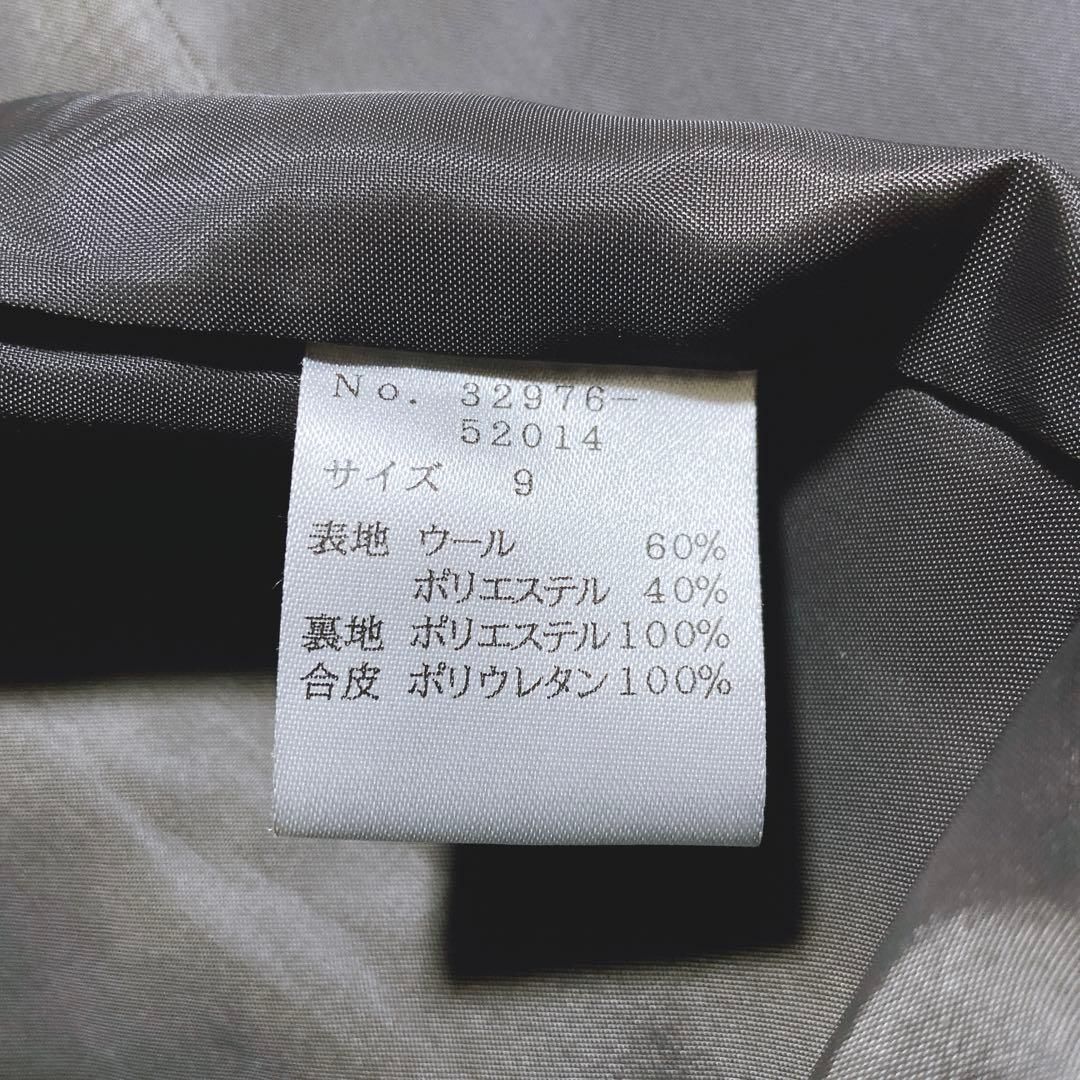 No. 32976-
52014
サイズ 9
表地 ウール 60%
ポリエステル 40%
裏地 ポリエステル100%
合皮 ポリウレタン100%